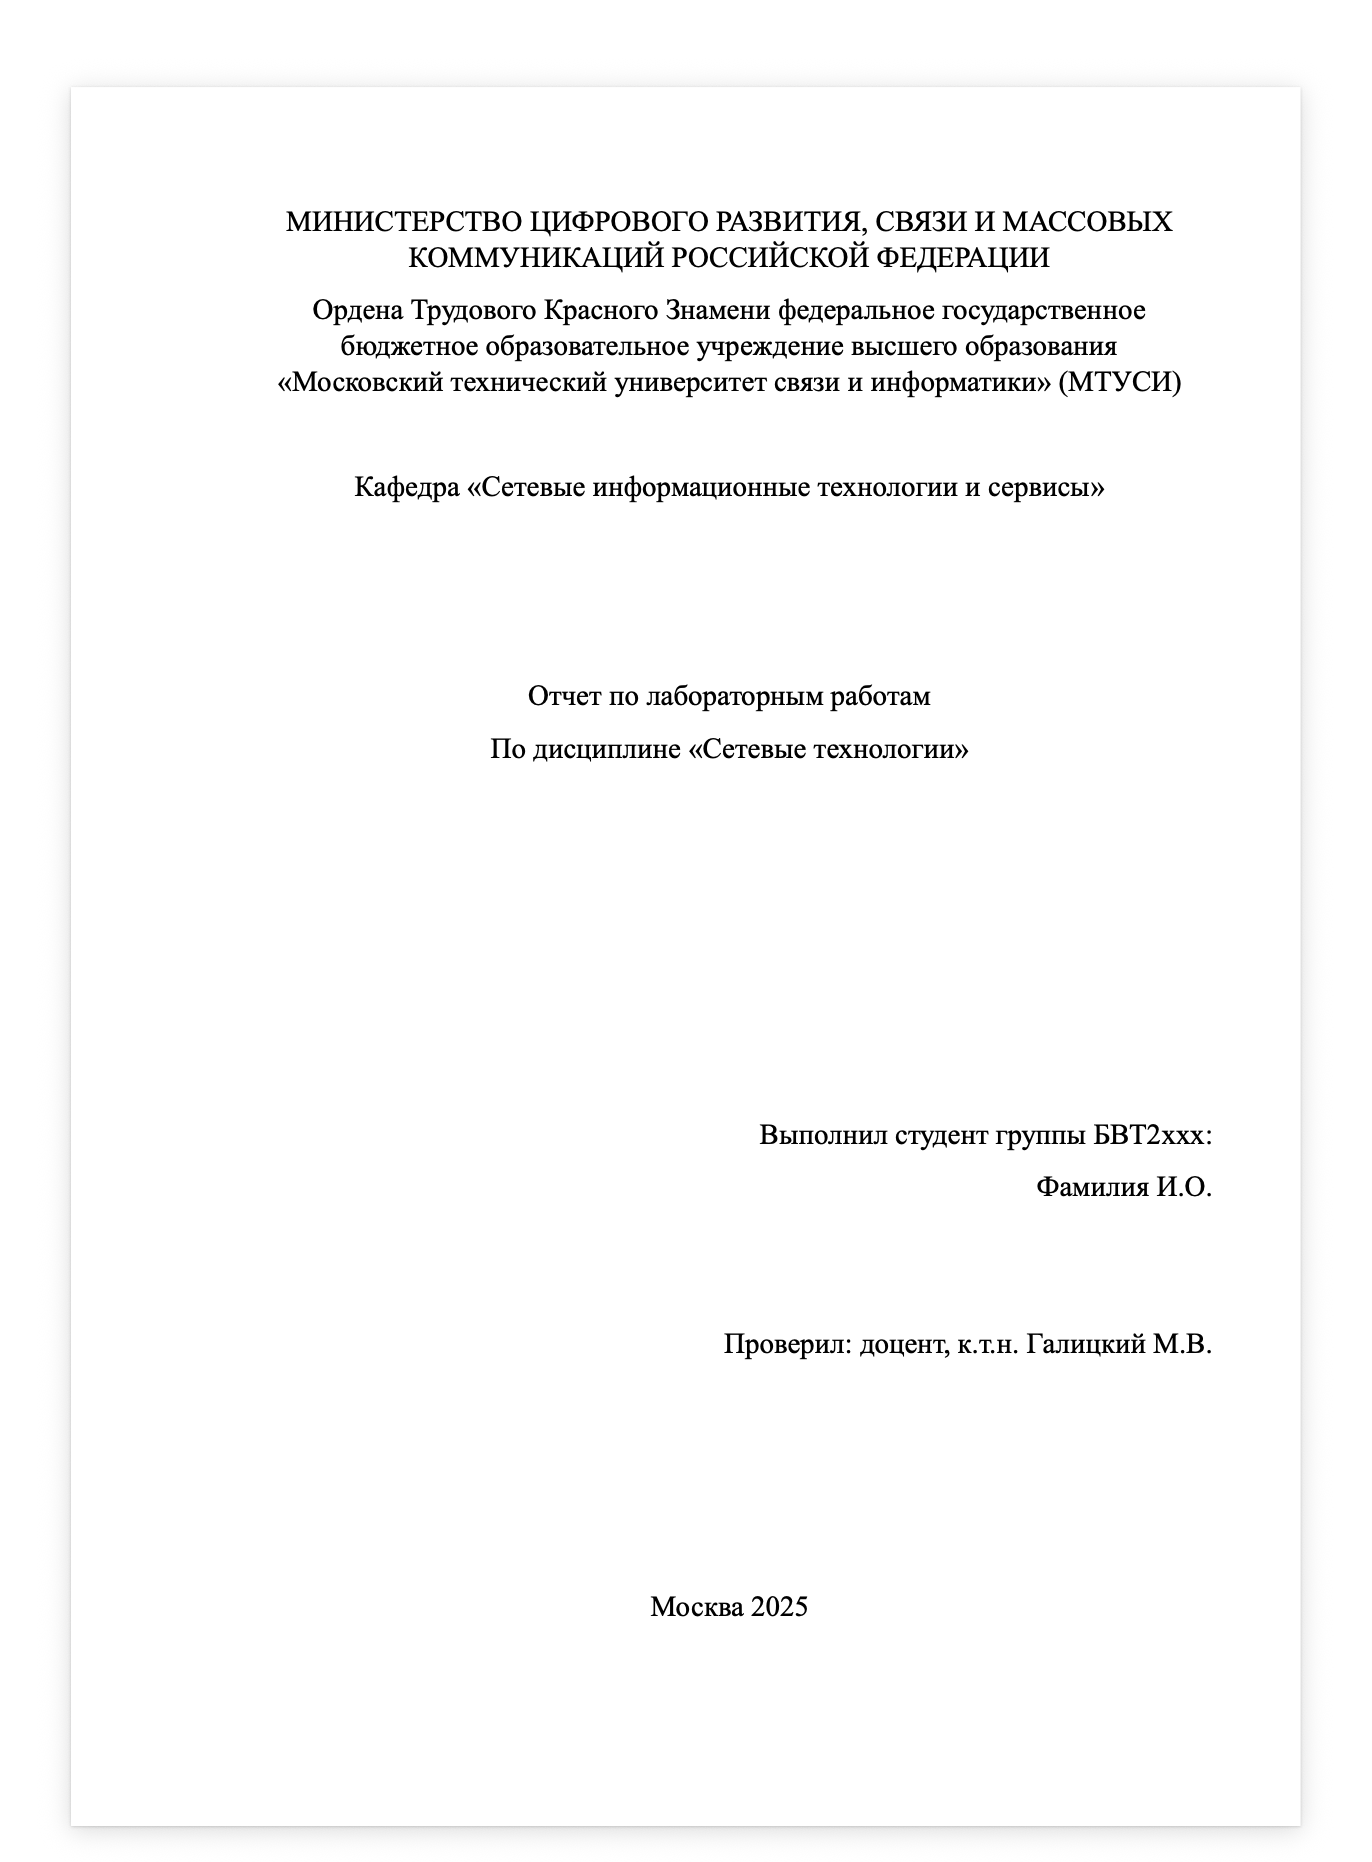 МИНИСТЕРСТВО ЦИФРОВОГО РАЗВИТИЯ, СВЯЗИ И МАССОВЫХ
КОММУНИКАЦИЙ РОССИЙСКОЙ ФЕДЕРАЦИИ
Ордена Трудового Красного Знамени федеральное государственное
бюджетное образовательное учреждение высшего образования
«Московский технический университет связи и информатики» (МТУСИ)
Кафедра «Сетевые информационные технологии и сервисы»
Отчет по лабораторным работам
По дисциплине «Сетевые технологии»
Выполнил студент группы БВТ2ххх:
Фамилия И.О.
Проверил: доцент, к.т.н. Галицкий М.В.
Москва 2025